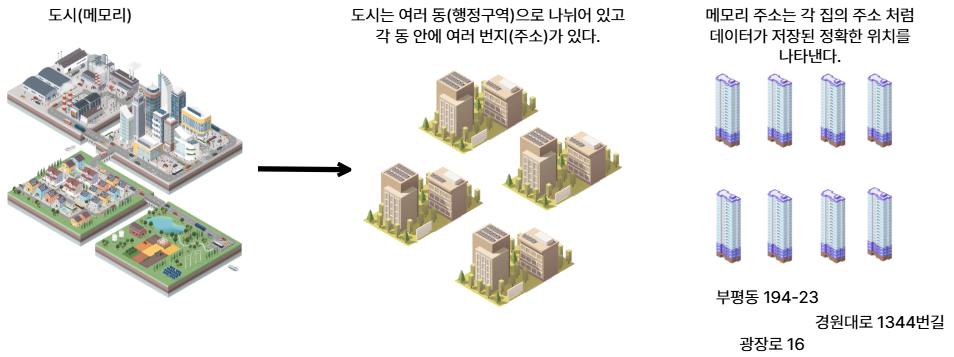 도시(메모리)
도시는 여러 동(행정구역)으로 나뉘어 있고
각 동 안에 여러 번지(주소)가 있다.
메모리 주소는 각 집의 주소 처럼
데이터가 저장된 정확한 위치를
나타낸다.
부평동 194-23
경원대로 1344번길
광장로 16